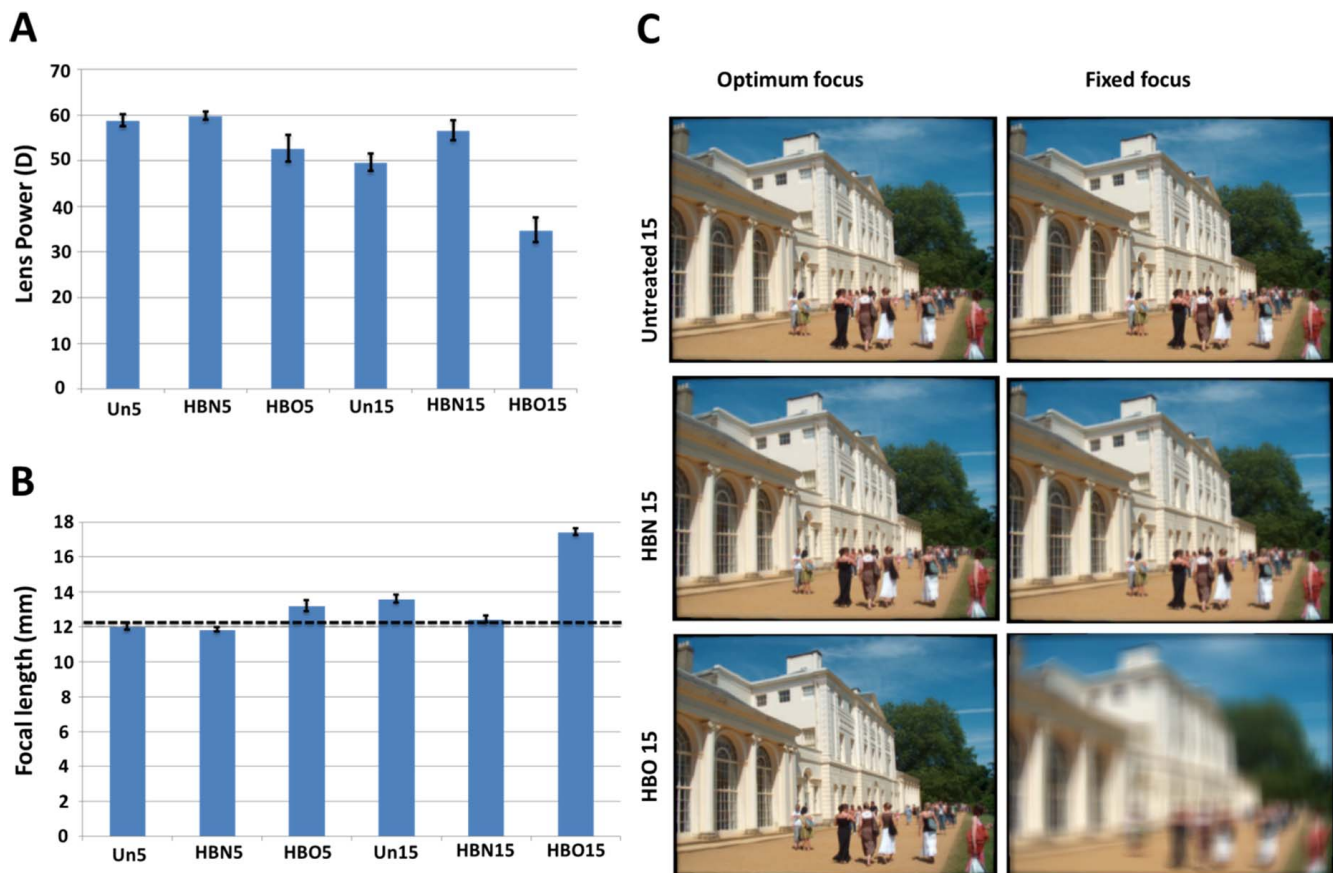 A
Lens Power (D)
70
60
50
40
30
20
10
0
Un5 HBN5 HBO5 Un15 HBN15 HBO15
B
Focal length (mm)
18
16
14
12
10
8
6
4
2
0
Un5 HBN5 HBO5 Un15 HBN15 HBO15
C
Optimum focus Fixed focus
Untreated 15
HBN 15
HBO 15